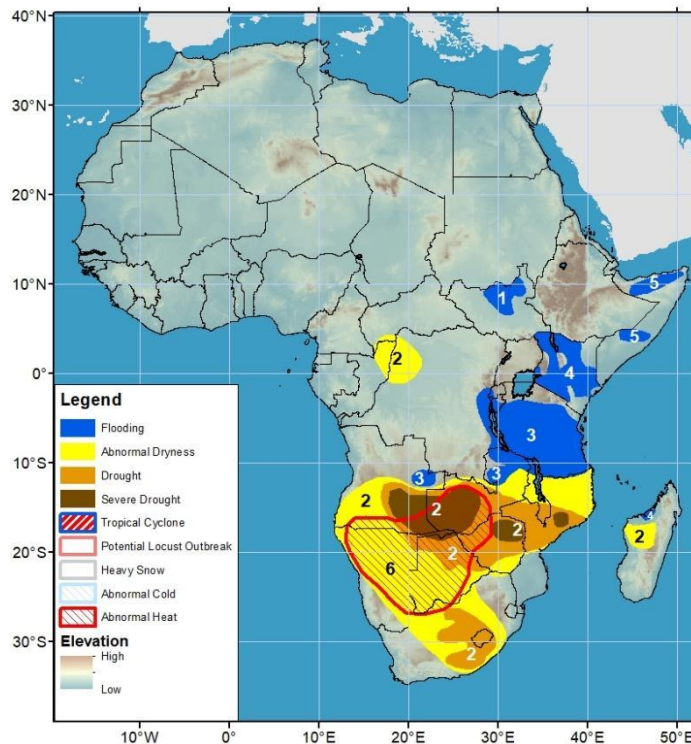 40°N
30°N
20°N
10°N
0°
10°S
20°S
30°S
10°W
0°
10°E
20°E
30°E
40°E
50°E
1
5
5
2
4
3
3
3
2
2
2
2
4
2
6
2
Legend
Flooding
Abnormal Dryness
Drought
Severe Drought
Tropical Cyclone
Potential Locust Outbreak
Heavy Snow
Abnormal Cold
Abnormal Heat
Elevation
High
Low